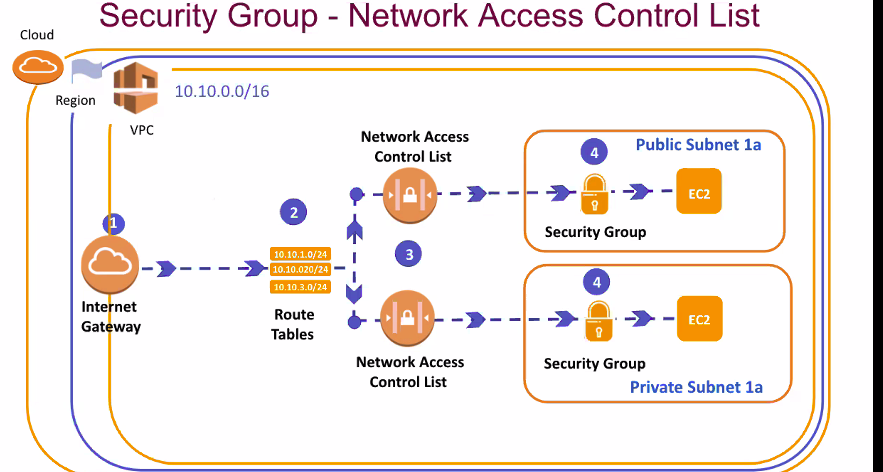 Security Group - Network Access Control List
Cloud
Region
VPC
10.10.0.0/16
Network Access
Control List
4
Public Subnet 1a
EC2
Security Group
1
2
3
10.10.1.0/24
10.10.020/24
10.10.3.0/24
Internet
Gateway
Route
Tables
4
EC2
Network Access
Control List
Security Group
Private Subnet 1a